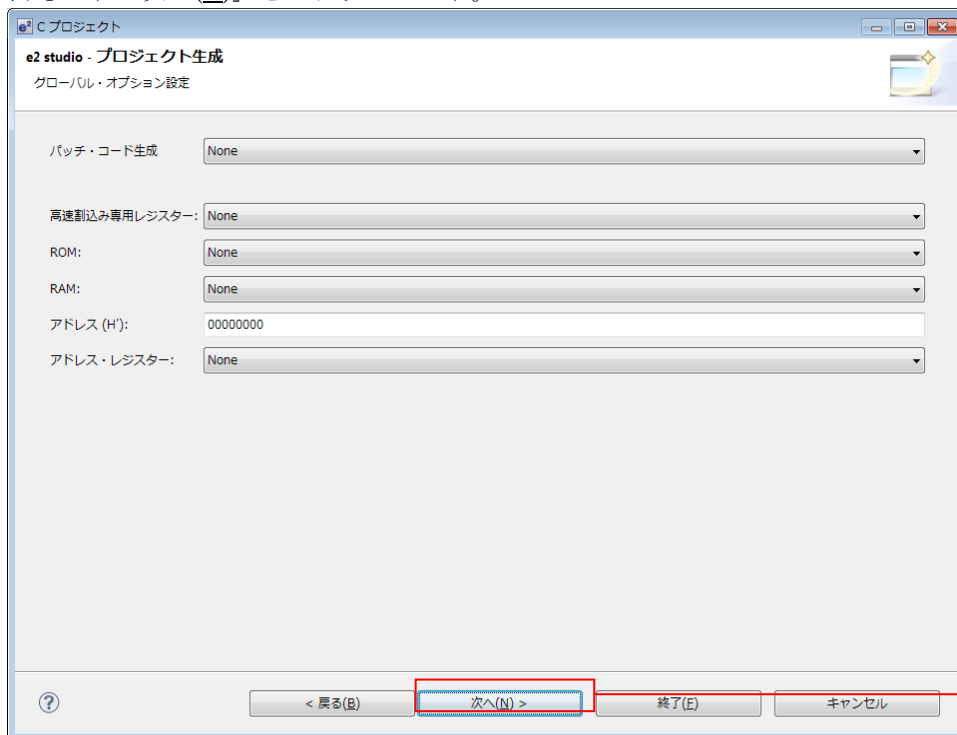 (N)
e² C プロジェクト
e2 studio - プロジェクト生成
グローバル・オプション設定
パッチ・コード生成 None
高速割込み専用レジスター: None
ROM: None
RAM: None
アドレス (H'): 00000000
アドレス・レジスター: None
? < 戻る(B) 次へ(N) > 終了(F) キャンセル